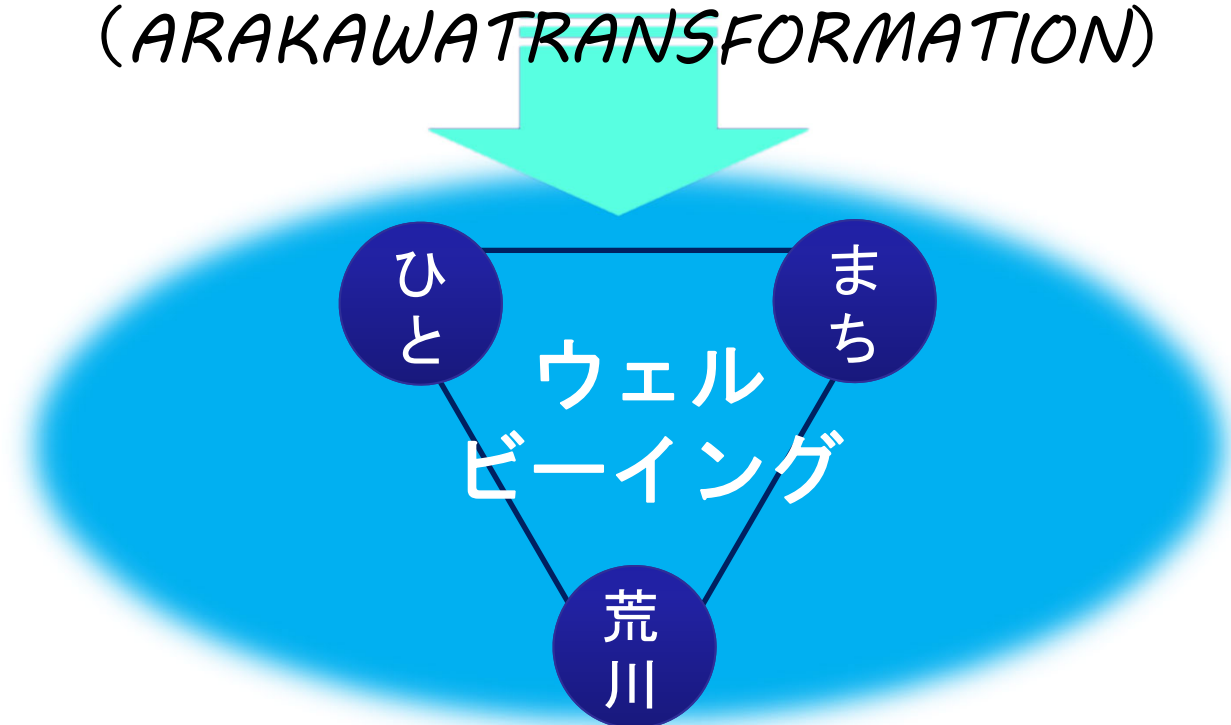 (ARAKAWATRANSFORMATION)
ひと
まち
ウェル
ビーイング
荒川